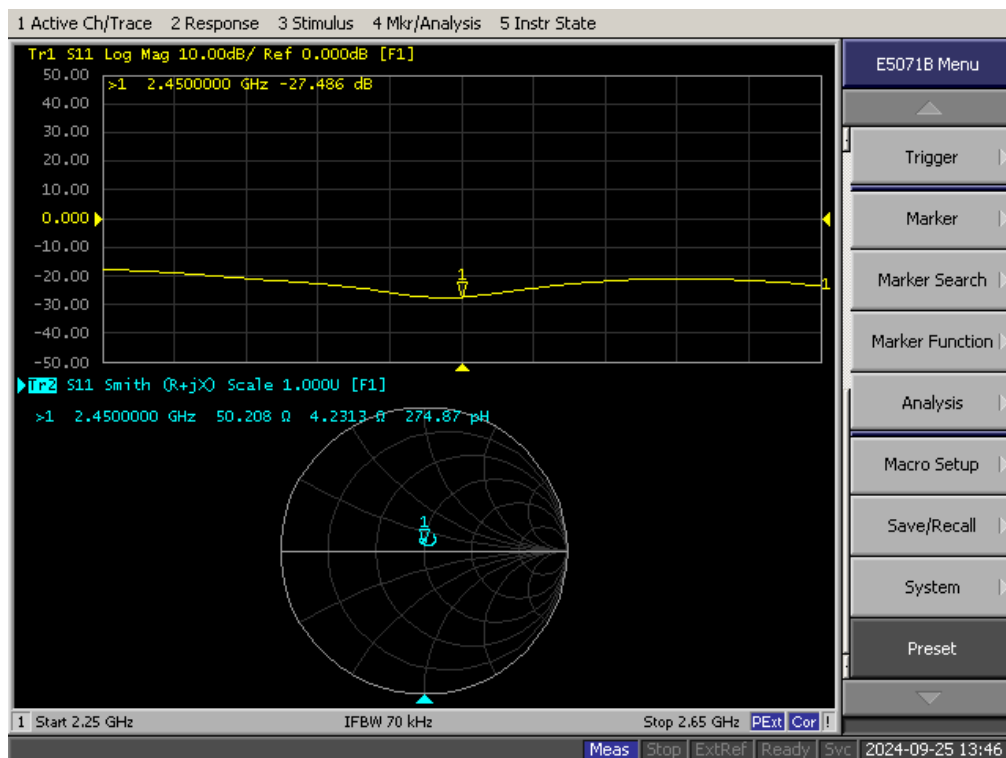 1 Active Ch/Trace 2 Response 3 Stimulus 4 Mkr/Analysis 5 Instr State
Tr1 S11 Log Mag 10.00dB/ Ref 0.000dB [F1]
50.00
>1 2.4500000 GHz -27.486 dB
40.00
30.00
20.00
10.00
0.000
-10.00
-20.00
1
1
-30.00
-40.00
-50.00
Tr2 S11 Smith (R+jX) Scale 1.000U [F1]
>1 2.4500000 GHz 50.208 Ω 4.2313 Ω 274.87 pH
1
1 Start 2.25 GHz IFBW 70 kHz Stop 2.65 GHz PExt Cor !
Meas Stop ExtRef Ready Svc 2024-09-25 13:46
E5071B Menu
Trigger
Marker
Marker Search
Marker Function
Analysis
Macro Setup
Save/Recall
System
Preset